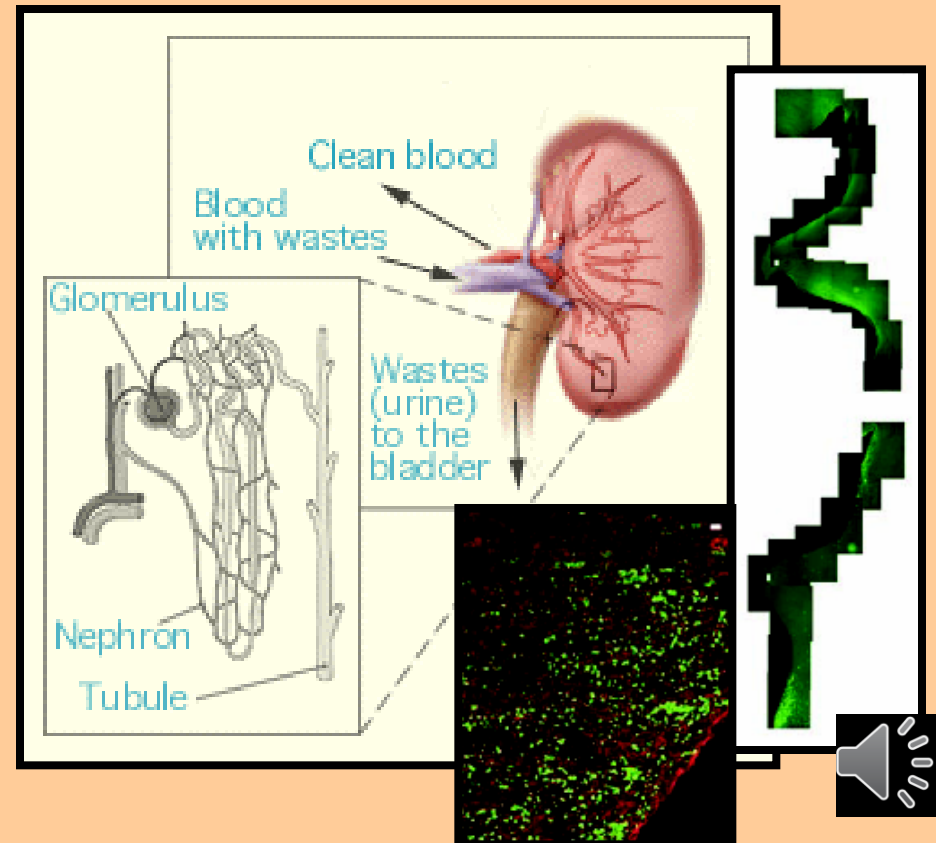 Clean blood
Blood
with wastes
Glomerulus
Wastes
(urine)
to the
bladder
Nephron
Tubule